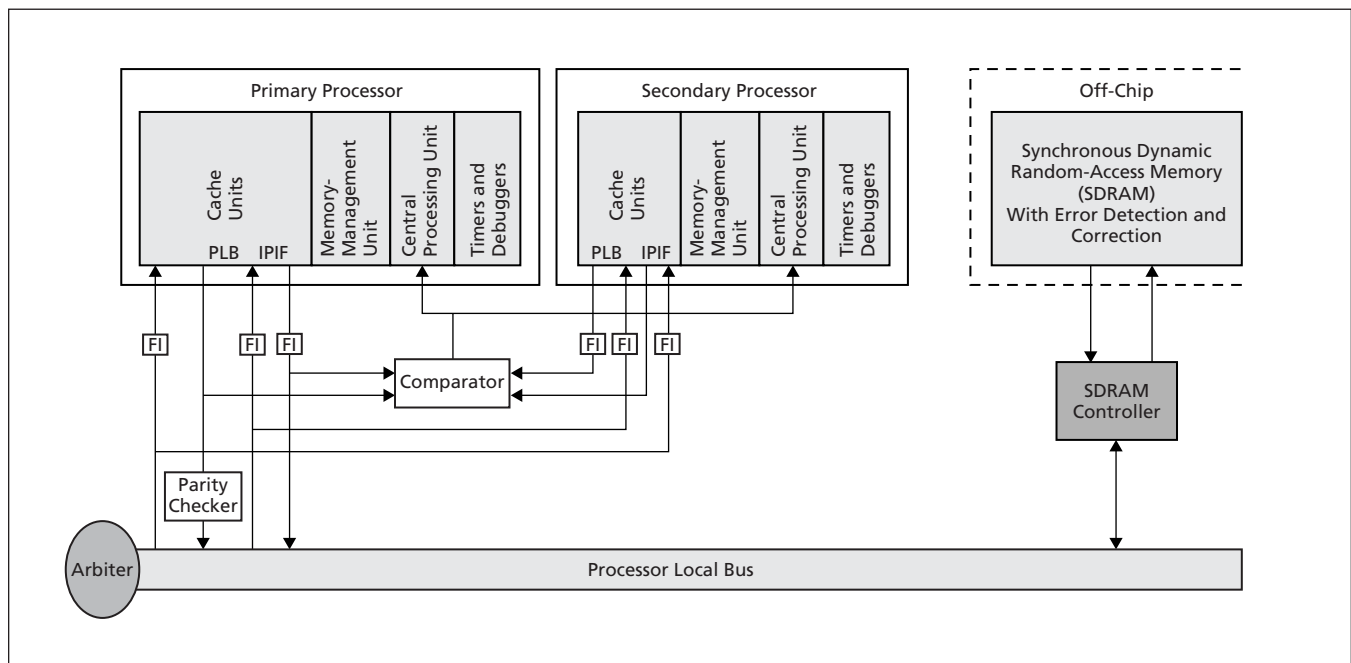 Primary Processor
Cache
Units
PLB IPIF
Memory-
Management
Unit
Central
Processing Unit
Timers and
Debuggers
Secondary Processor
Cache
Units
PLB IPIF
Memory-
Management
Unit
Central
Processing Unit
Timers and
Debuggers
Off-Chip
Synchronous Dynamic
Random-Access Memory
(SDRAM)
With Error Detection and
Correction
FI
FI
FI
FI
FI
FI
Comparator
SDRAM
Controller
Parity
Checker
Arbiter
Processor Local Bus